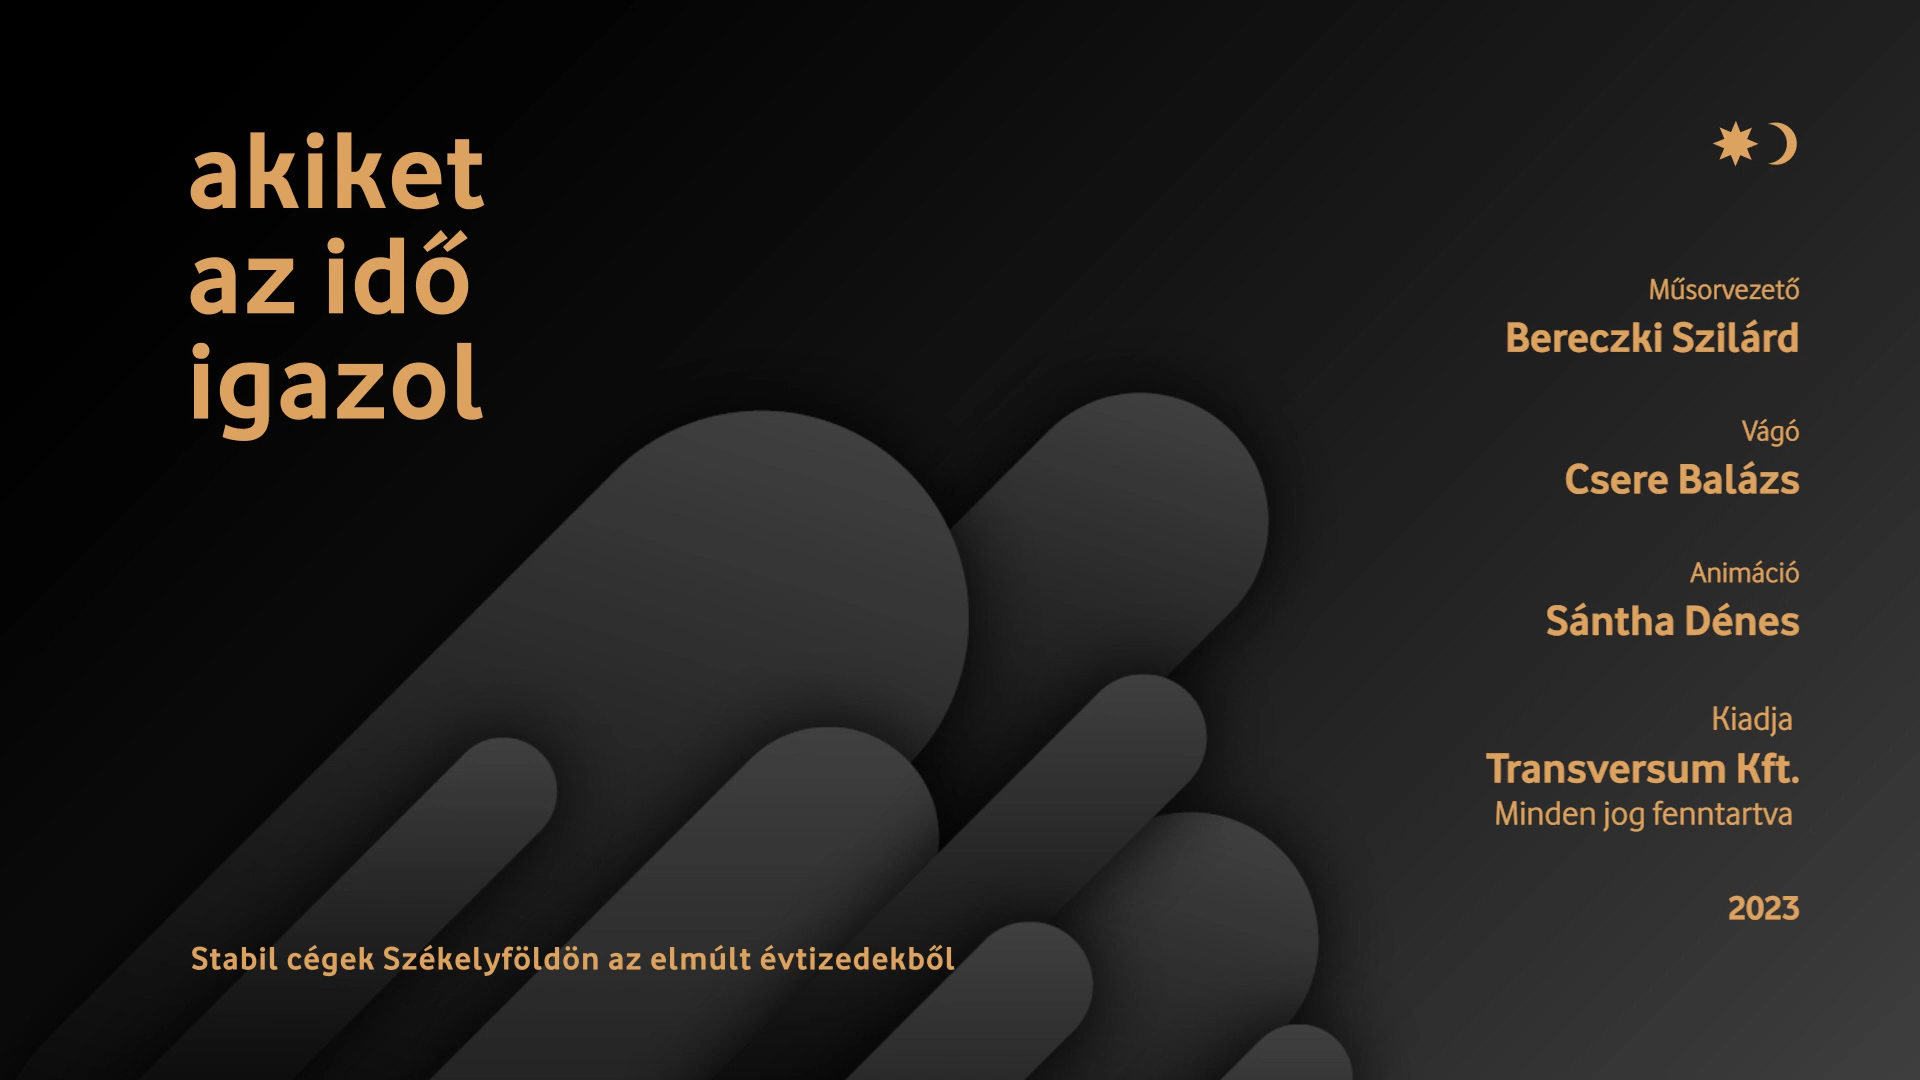 akiket
az idő
igazol
Műsorvezető
Bereczki Szilárd
Vágó
Csere Balázs
Animáció
Sántha Dénes
Kiadja
Transversum Kft.
Minden jog fenntartva
2023
Stabil cégek Székelyföldön az elmúlt évtizedekből